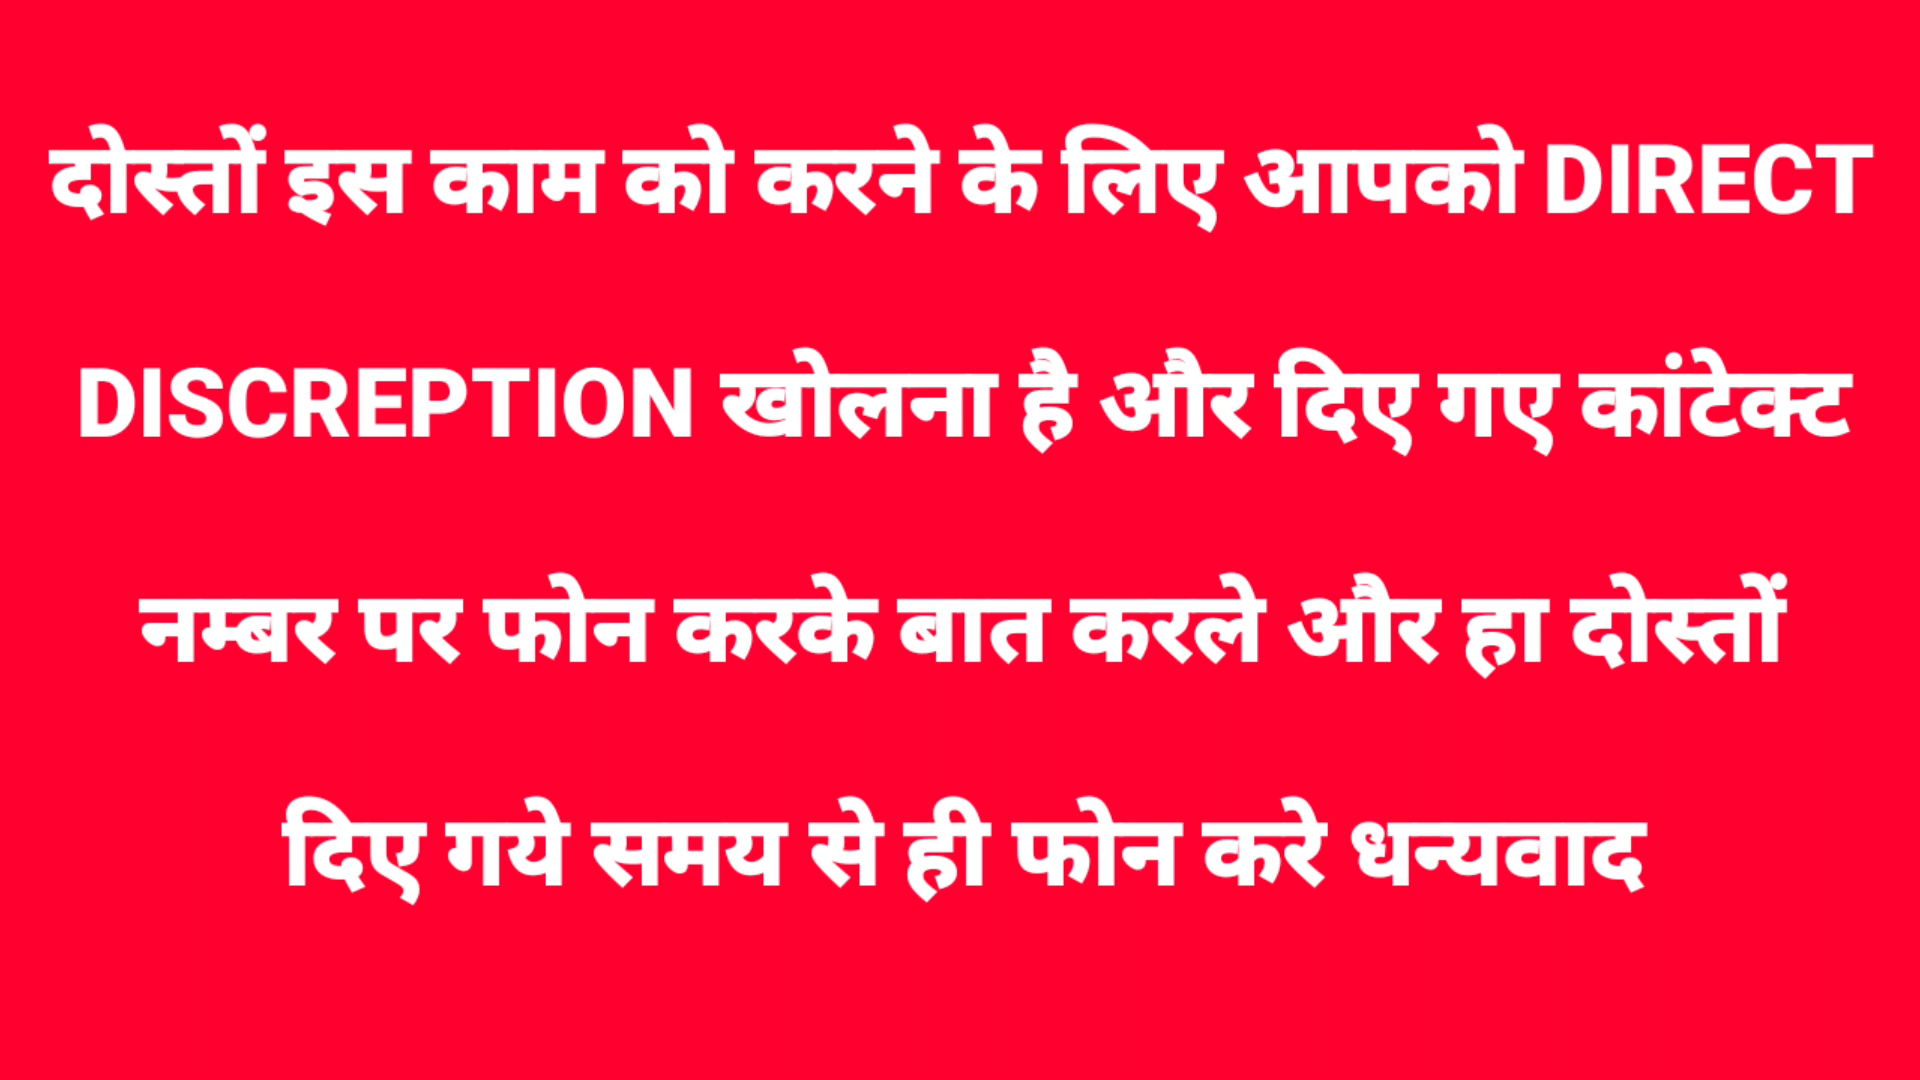 दोस्तों इस काम को करने के लिए आपको DIRECT
DISCREPTION खोलना है और दिए गए कांटेक्ट
नम्बर पर फोन करके बात करले और हा दोस्तों
दिए गये समय से ही फोन करे धन्यवाद